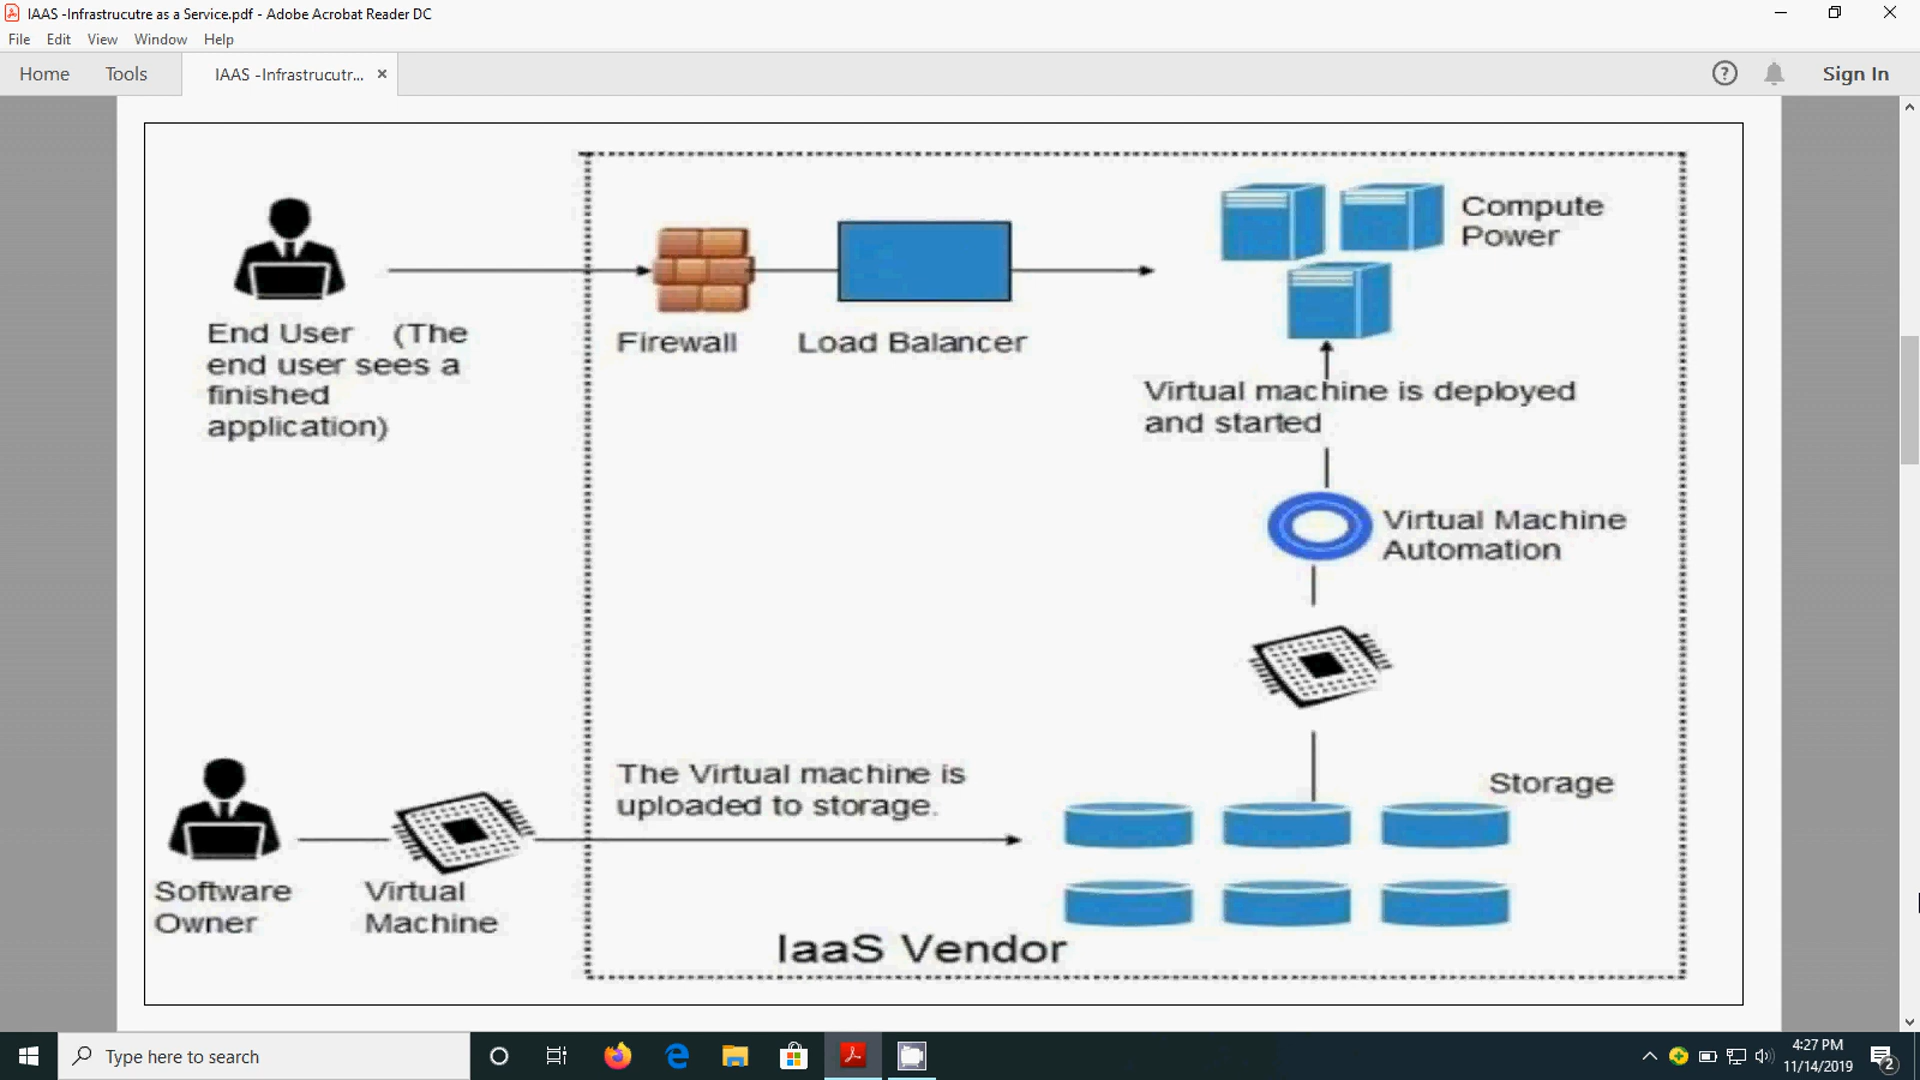 IAAS -Infrastrucutre as a Service.pdf - Adobe Acrobat Reader DC
File Edit View Window Help
Home Tools IAAS -Infrastrucutr... ×
? Sign In
Compute
Power
End User (The
end user sees a
finished
application)
Firewall
Load Balancer
Virtual machine is deployed
and started
Virtual Machine
Automation
The Virtual machine is
uploaded to storage.
Storage
Software
Owner
Virtual
Machine
IaaS Vendor
Type here to search
4:27 PM
11/14/2019
2